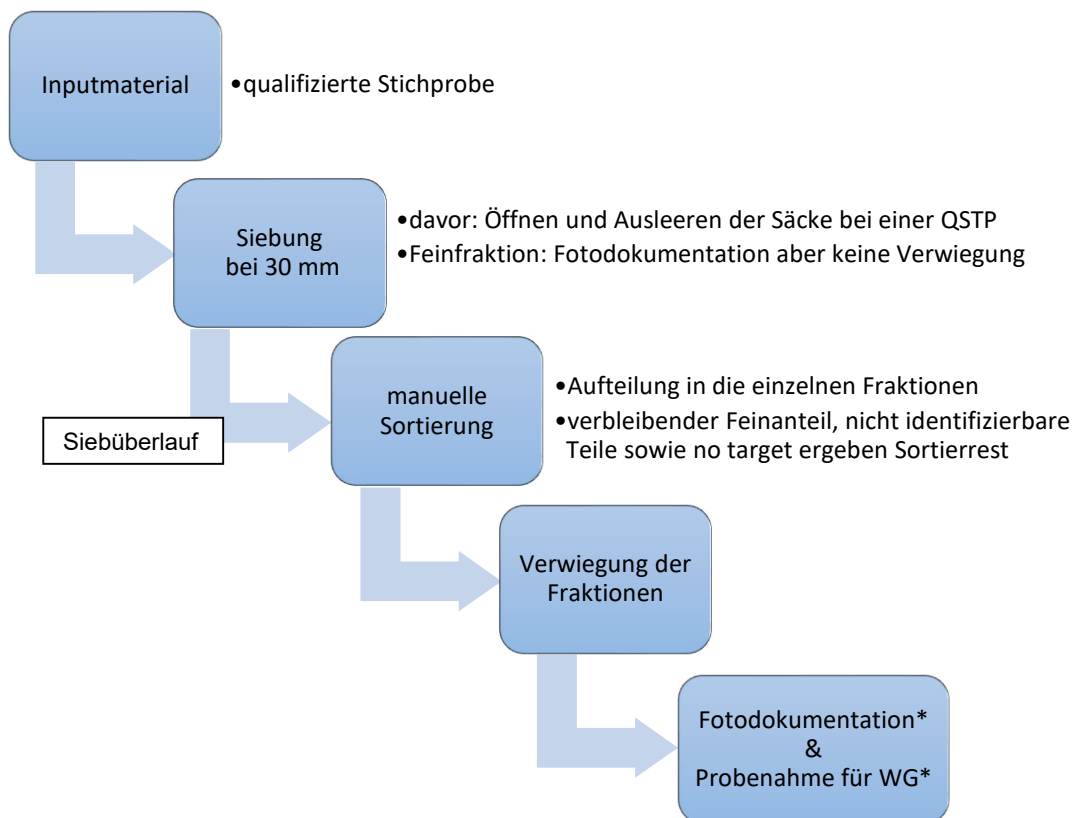 Inputmaterial
•qualifizierte Stichprobe
Siebung
bei 30 mm
•davor: Öffnen und Ausleeren der Säcke bei einer QSTP
•Feinfraktion: Fotodokumentation aber keine Verwiegung
Siebüberlauf
manuelle
Sortierung
•Aufteilung in die einzelnen Fraktionen
•verbleibender Feinanteil, nicht identifizierbare
Teile sowie no target ergeben Sortierrest
Verwiegung der
Fraktionen
Fotodokumentation*
&
Probenahme für WG*